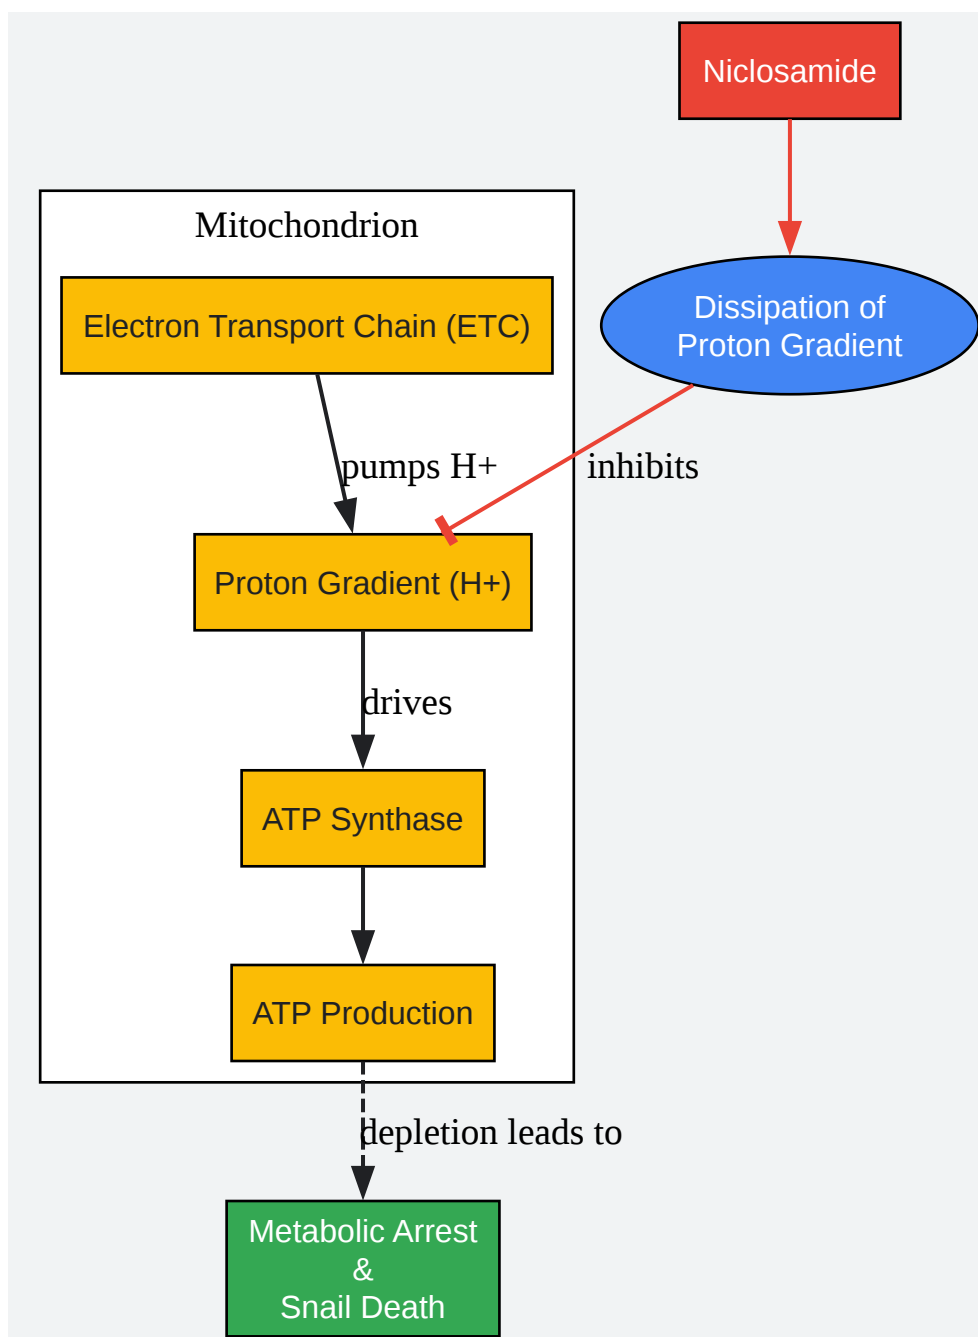 Niclosamide
Mitochondrion
Electron Transport Chain (ETC)
Dissipation of
Proton Gradient
pumps H+
inhibits
Proton Gradient (H+)
drives
ATP Synthase
ATP Production
depletion leads to
Metabolic Arrest
&
Snail Death